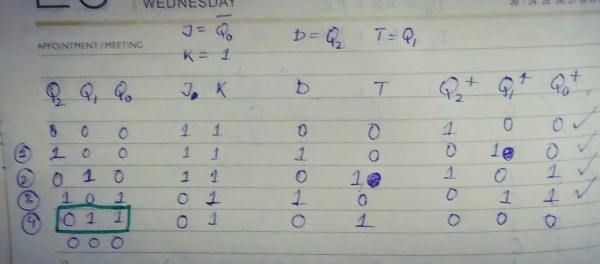 WEDNESDAY
J = \overline{Q_0} D = Q_2 T = Q_1
APPOINTMENT / MEETING
K = 1
Q_2 Q_1 Q_0 J K D T Q_2^+ Q_1^+ Q_0^+
0 0 0 1 1 0 0 1 0 0 ✓
① 1 0 0 1 1 1 0 0 1 0 ✓
② 0 1 0 1 1 0 1 1 0 1 ✓
③ 1 0 1 0 1 1 0 0 1 1 ✓
④ 0 1 1 0 1 0 1 0 0 0
0 0 0